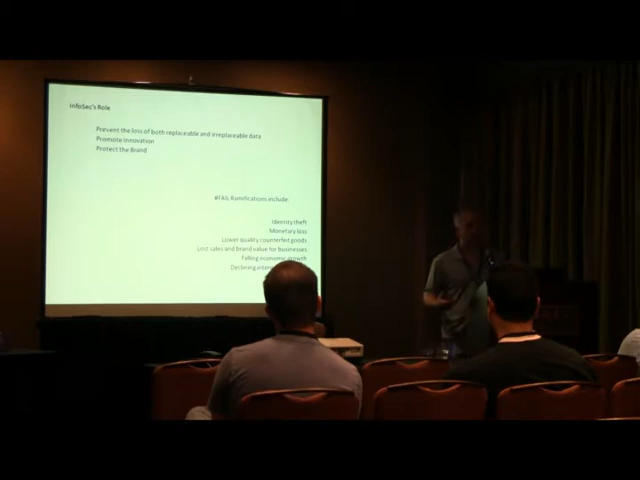 InfoSec's Role
Prevent the loss of both replaceable and irreplaceable data
Promote Innovation
Protect the Brand
#FAIL Ramifications include:
Identity theft
Monetary loss
Lower quality counterfeit goods
Lost sales and brand value for businesses
Falling economic growth
Declining